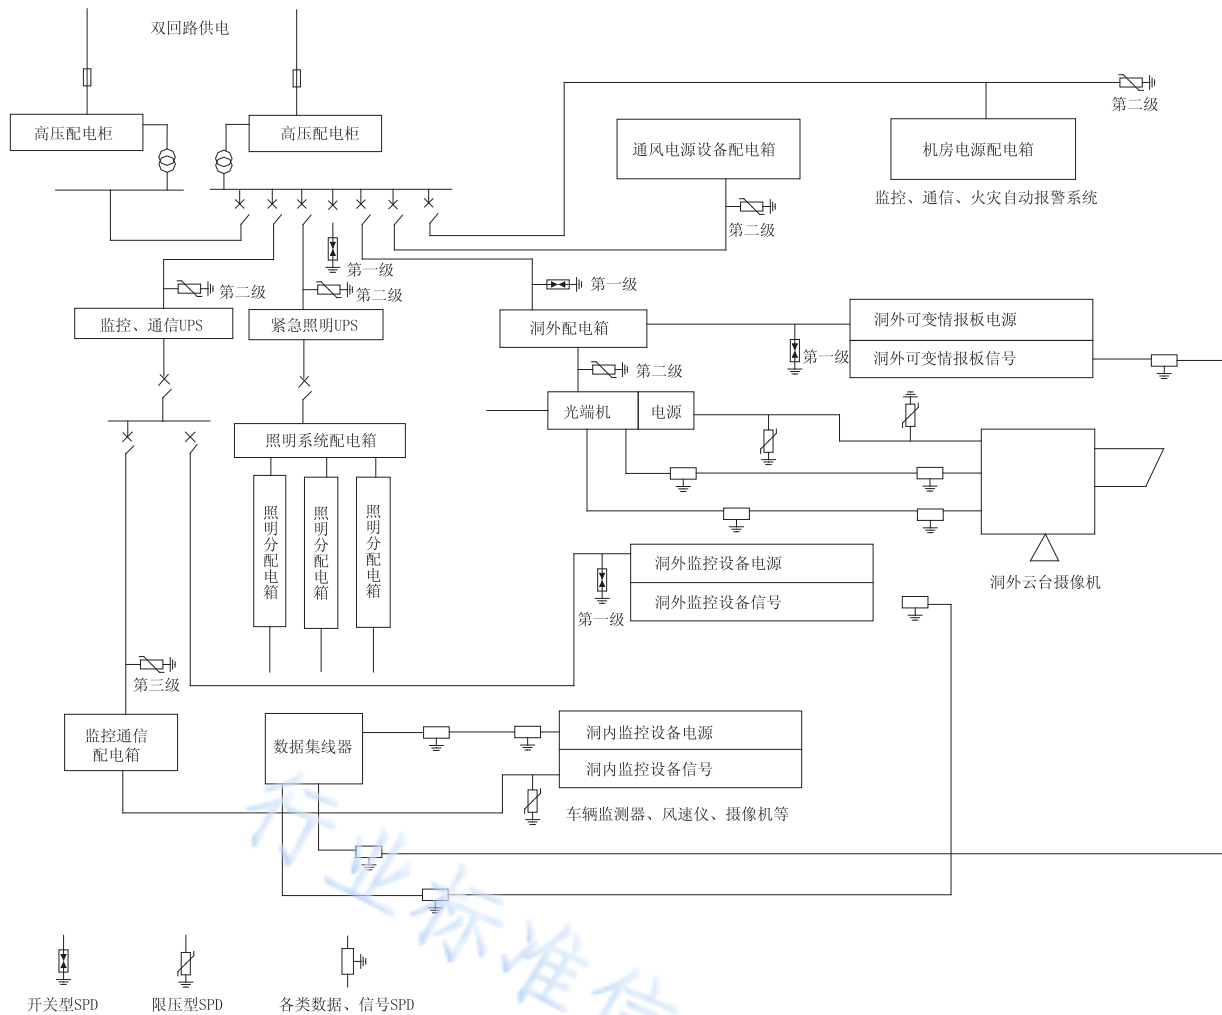 双回路供电
高压配电柜
高压配电柜
第二级
通风电源设备配电箱
机房电源配电箱
监控、通信、火灾自动报警系统
第二级
第一级
第二级
第二级
第一级
监控、通信UPS
紧急照明UPS
洞外配电箱
洞外可变情报板电源
第一级
洞外可变情报板信号
第二级
光端机
电源
照明系统配电箱
照明分配电箱
照明分配电箱
照明分配电箱
洞外监控设备电源
洞外云台摄像机
洞外监控设备信号
第一级
第三级
监控通信
配电箱
数据集线器
洞内监控设备电源
洞内监控设备信号
车辆监测器、风速仪、摄像机等
行业标准信
开关型SPD
限压型SPD
各类数据、信号SPD